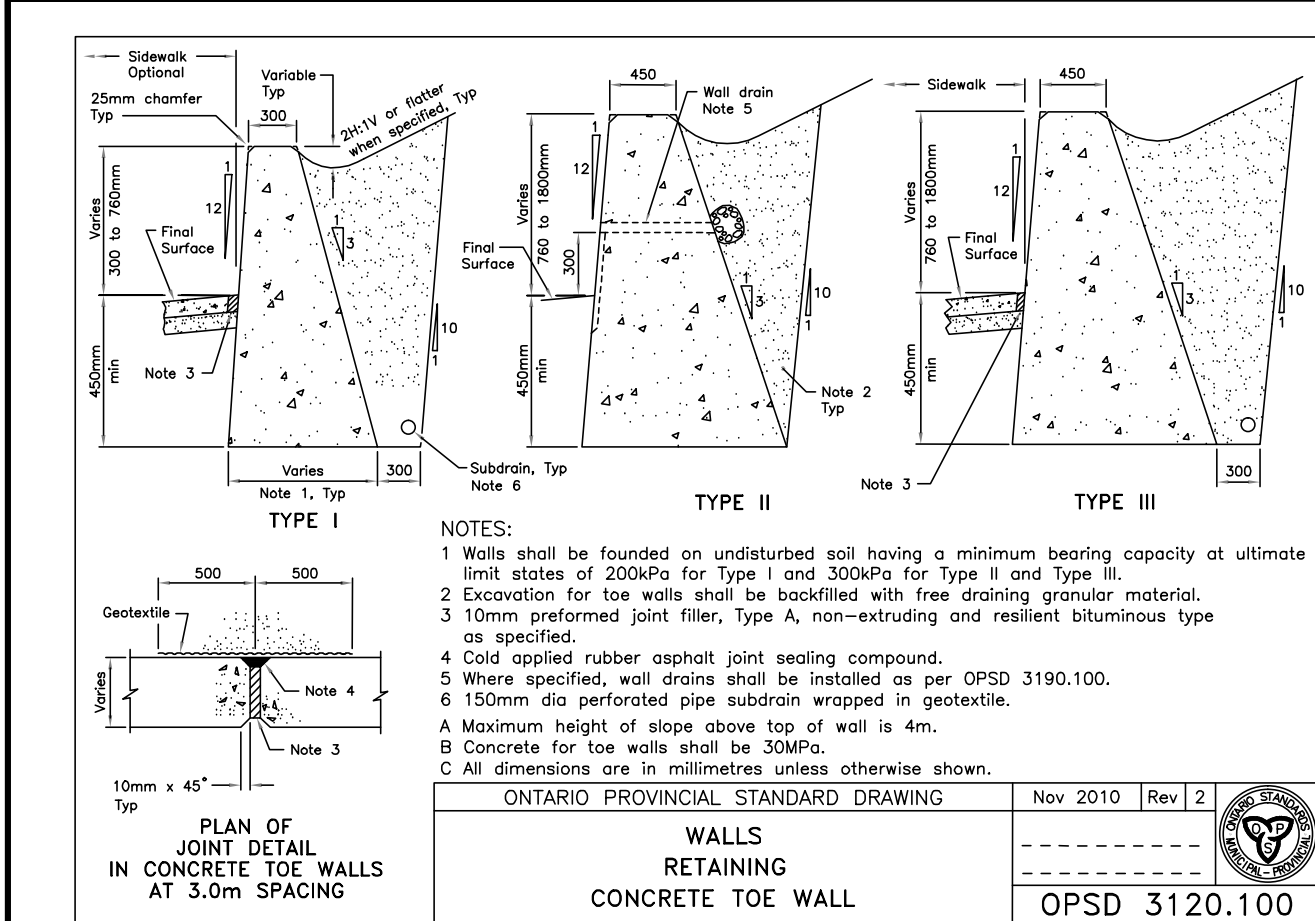 Sidewalk
Optional
25mm chamfer
Typ
Variable
Typ
300
2H:1V or flatter
when specified, Typ
Varies
300 to 760mm
1
12
Final
Surface
1
3
450mm
min
10
1
Note 3
Varies
Note 1, Typ
300
Subdrain, Typ
Note 6
TYPE I
450
Wall drain
Note 5
Varies
760 to 1800mm
1
12
Final
Surface
300
1
3
10
1
450mm
min
Note 2
Typ
TYPE II
Sidewalk
450
Varies
760 to 1800mm
1
12
Final
Surface
1
3
10
1
450mm
min
Note 3
300
TYPE III
500
500
Geotextile
Varies
Note 4
Note 3
10mm x 45°
Typ
PLAN OF
JOINT DETAIL
IN CONCRETE TOE WALLS
AT 3.0m SPACING
NOTES:
1 Walls shall be founded on undisturbed soil having a minimum bearing capacity at ultimate
limit states of 200kPa for Type I and 300kPa for Type II and Type III.
2 Excavation for toe walls shall be backfilled with free draining granular material.
3 10mm preformed joint filler, Type A, non-extruding and resilient bituminous type
as specified.
4 Cold applied rubber asphalt joint sealing compound.
5 Where specified, wall drains shall be installed as per OPSD 3190.100.
6 150mm dia perforated pipe subdrain wrapped in geotextile.
A Maximum height of slope above top of wall is 4m.
B Concrete for toe walls shall be 30MPa.
C All dimensions are in millimetres unless otherwise shown.
ONTARIO PROVINCIAL STANDARD DRAWING
Nov 2010
Rev
2
WALLS
RETAINING
CONCRETE TOE WALL
ONTARIO STANDARDS
MUNICIPAL - PROVINCIAL
O P
S
OPSD 3120.100